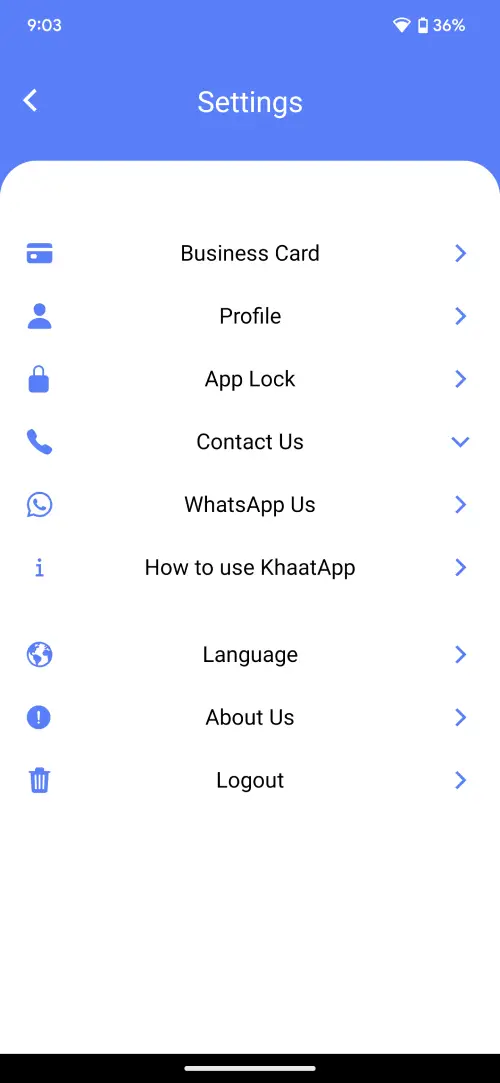 9:03 36%
Settings
Business Card
Profile
App Lock
Contact Us
WhatsApp Us
How to use KhaatApp
Language
About Us
Logout